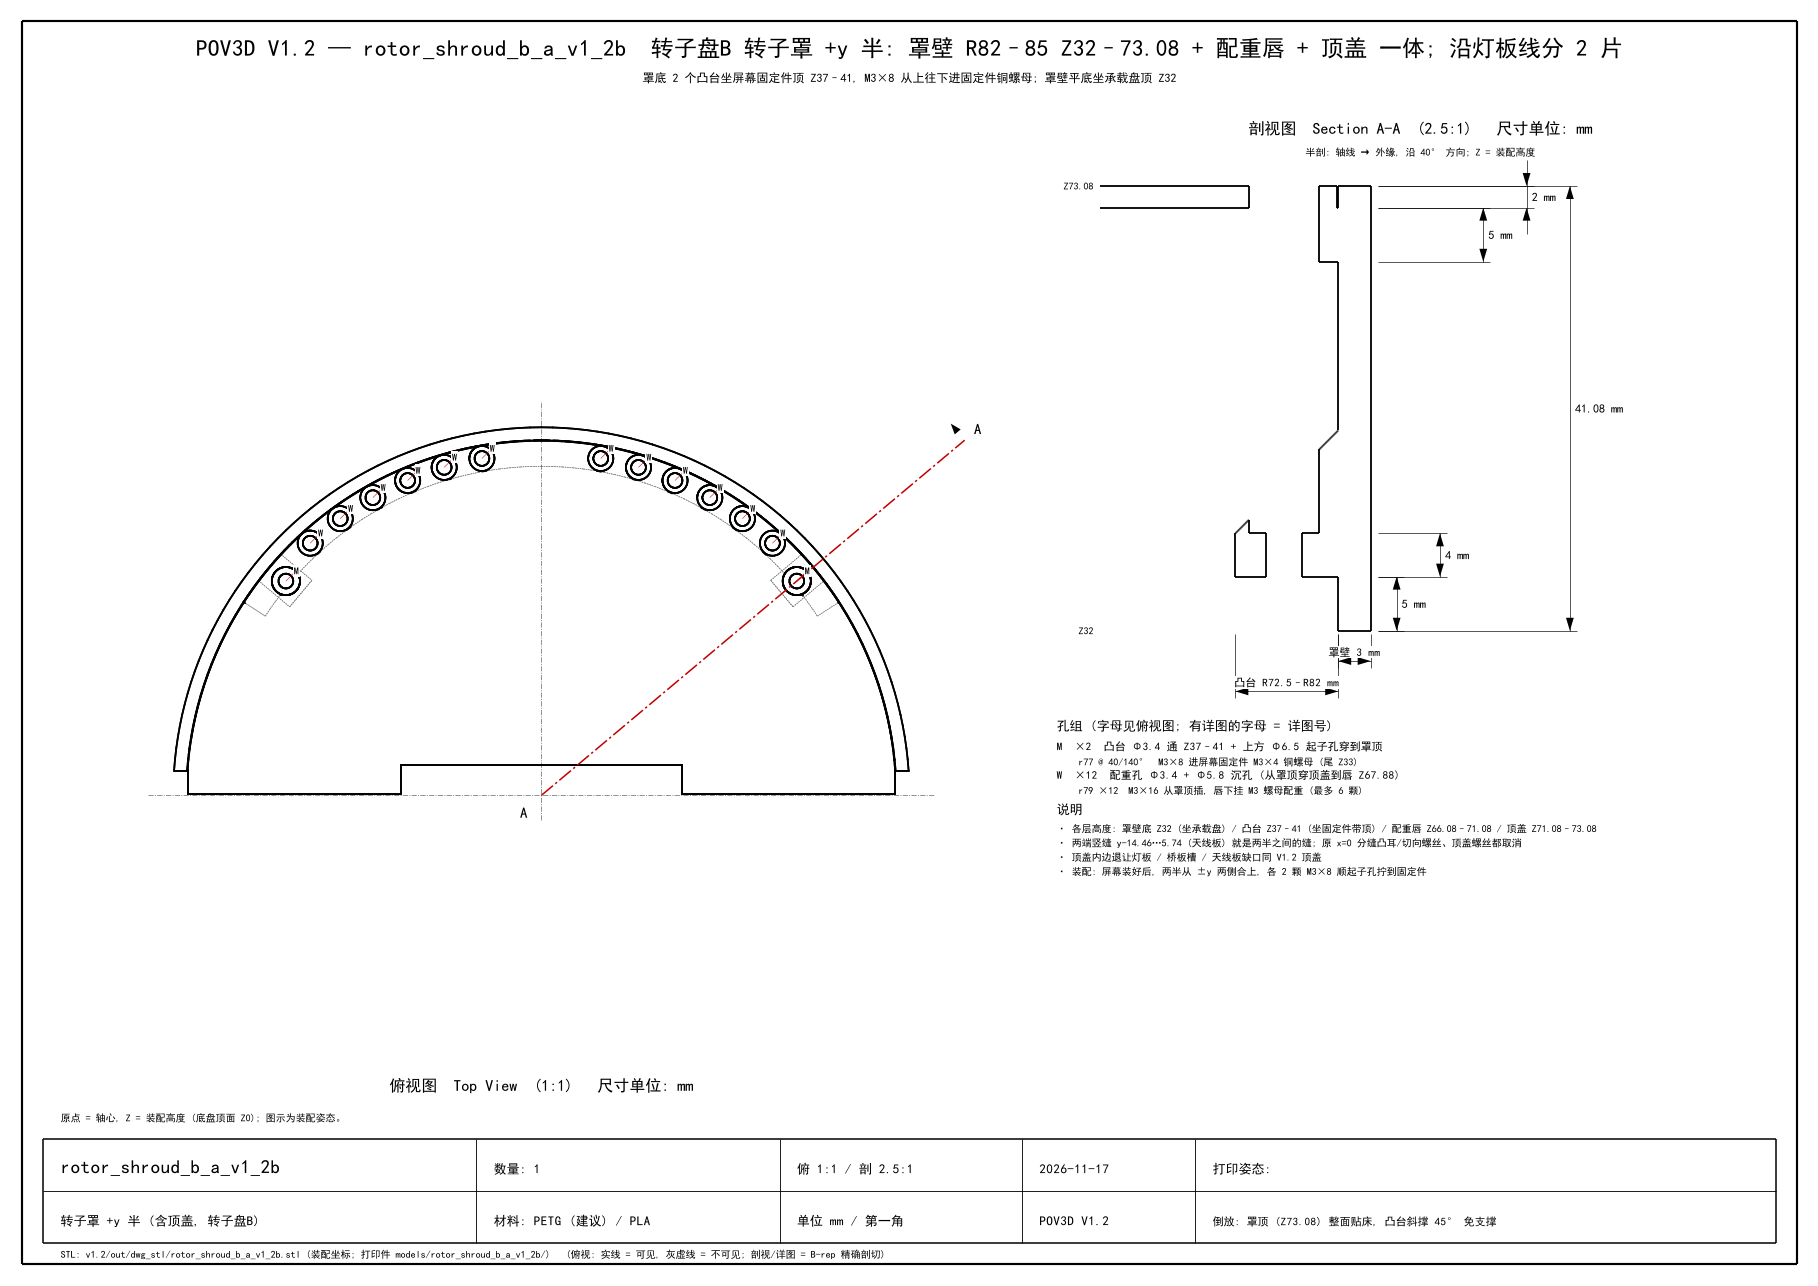 POV3D V1.2 — rotor_shroud_b_a_v1_2b  转子盘B 转子罩 +y 半: 罩壁 R82–85 Z32–73.08 + 配重唇 + 顶盖 一体; 沿灯板线分 2 片
罩底 2 个凸台坐屏幕固定件顶 Z37–41, M3×8 从上往下进固定件铜螺母; 罩壁平底坐承载盘顶 Z32
剖视图  Section A-A  (2.5:1)  尺寸单位: mm
半剖: 轴线 → 外缘, 沿 40° 方向; Z = 装配高度
Z73.08
2 mm
5 mm
41.08 mm
4 mm
5 mm
Z32
罩壁 3 mm
凸台 R72.5–R82 mm
A
W
W
W
W
W
W
W
W
W
W
W
W
M
M
A
孔组 (字母见俯视图; 有详图的字母 = 详图号)
M  ×2  凸台 Φ3.4 通 Z37–41 + 上方 Φ6.5 起子孔穿到罩顶
r77 @ 40/140°  M3×8 进屏幕固定件 M3×4 铜螺母 (尾 Z33)
W  ×12  配重孔 Φ3.4 + Φ5.8 沉孔 (从罩顶穿顶盖到唇 Z67.88)
r79 ×12  M3×16 从罩顶插, 唇下挂 M3 螺母配重 (最多 6 颗)
说明
· 各层高度: 罩壁底 Z32 (坐承载盘) / 凸台 Z37–41 (坐固定件带顶) / 配重唇 Z66.08–71.08 / 顶盖 Z71.08–73.08
· 两端竖缝 y-14.46…5.74 (天线板) 就是两半之间的缝; 原 x=0 分缝凸耳/切向螺丝、顶盖螺丝都取消
· 顶盖内边退让灯板 / 桥板槽 / 天线板缺口同 V1.2 顶盖
· 装配: 屏幕装好后, 两半从 ±y 两侧合上, 各 2 颗 M3×8 顺起子孔拧到固定件
俯视图  Top View  (1:1)  尺寸单位: mm
原点 = 轴心, Z = 装配高度 (底盘顶面 Z0); 图示为装配姿态。
rotor_shroud_b_a_v1_2b
数量: 1
俯 1:1 / 剖 2.5:1
2026-11-17
打印姿态:
转子罩 +y 半 (含顶盖, 转子盘B)
材料: PETG (建议) / PLA
单位 mm / 第一角
POV3D V1.2
倒放: 罩顶 (Z73.08) 整面贴床, 凸台斜撑 45° 免支撑
STL: v1.2/out/dwg_stl/rotor_shroud_b_a_v1_2b.stl (装配坐标; 打印件 models/rotor_shroud_b_a_v1_2b/)  (俯视: 实线 = 可见, 灰虚线 = 不可见; 剖视/详图 = B-rep 精确剖切)